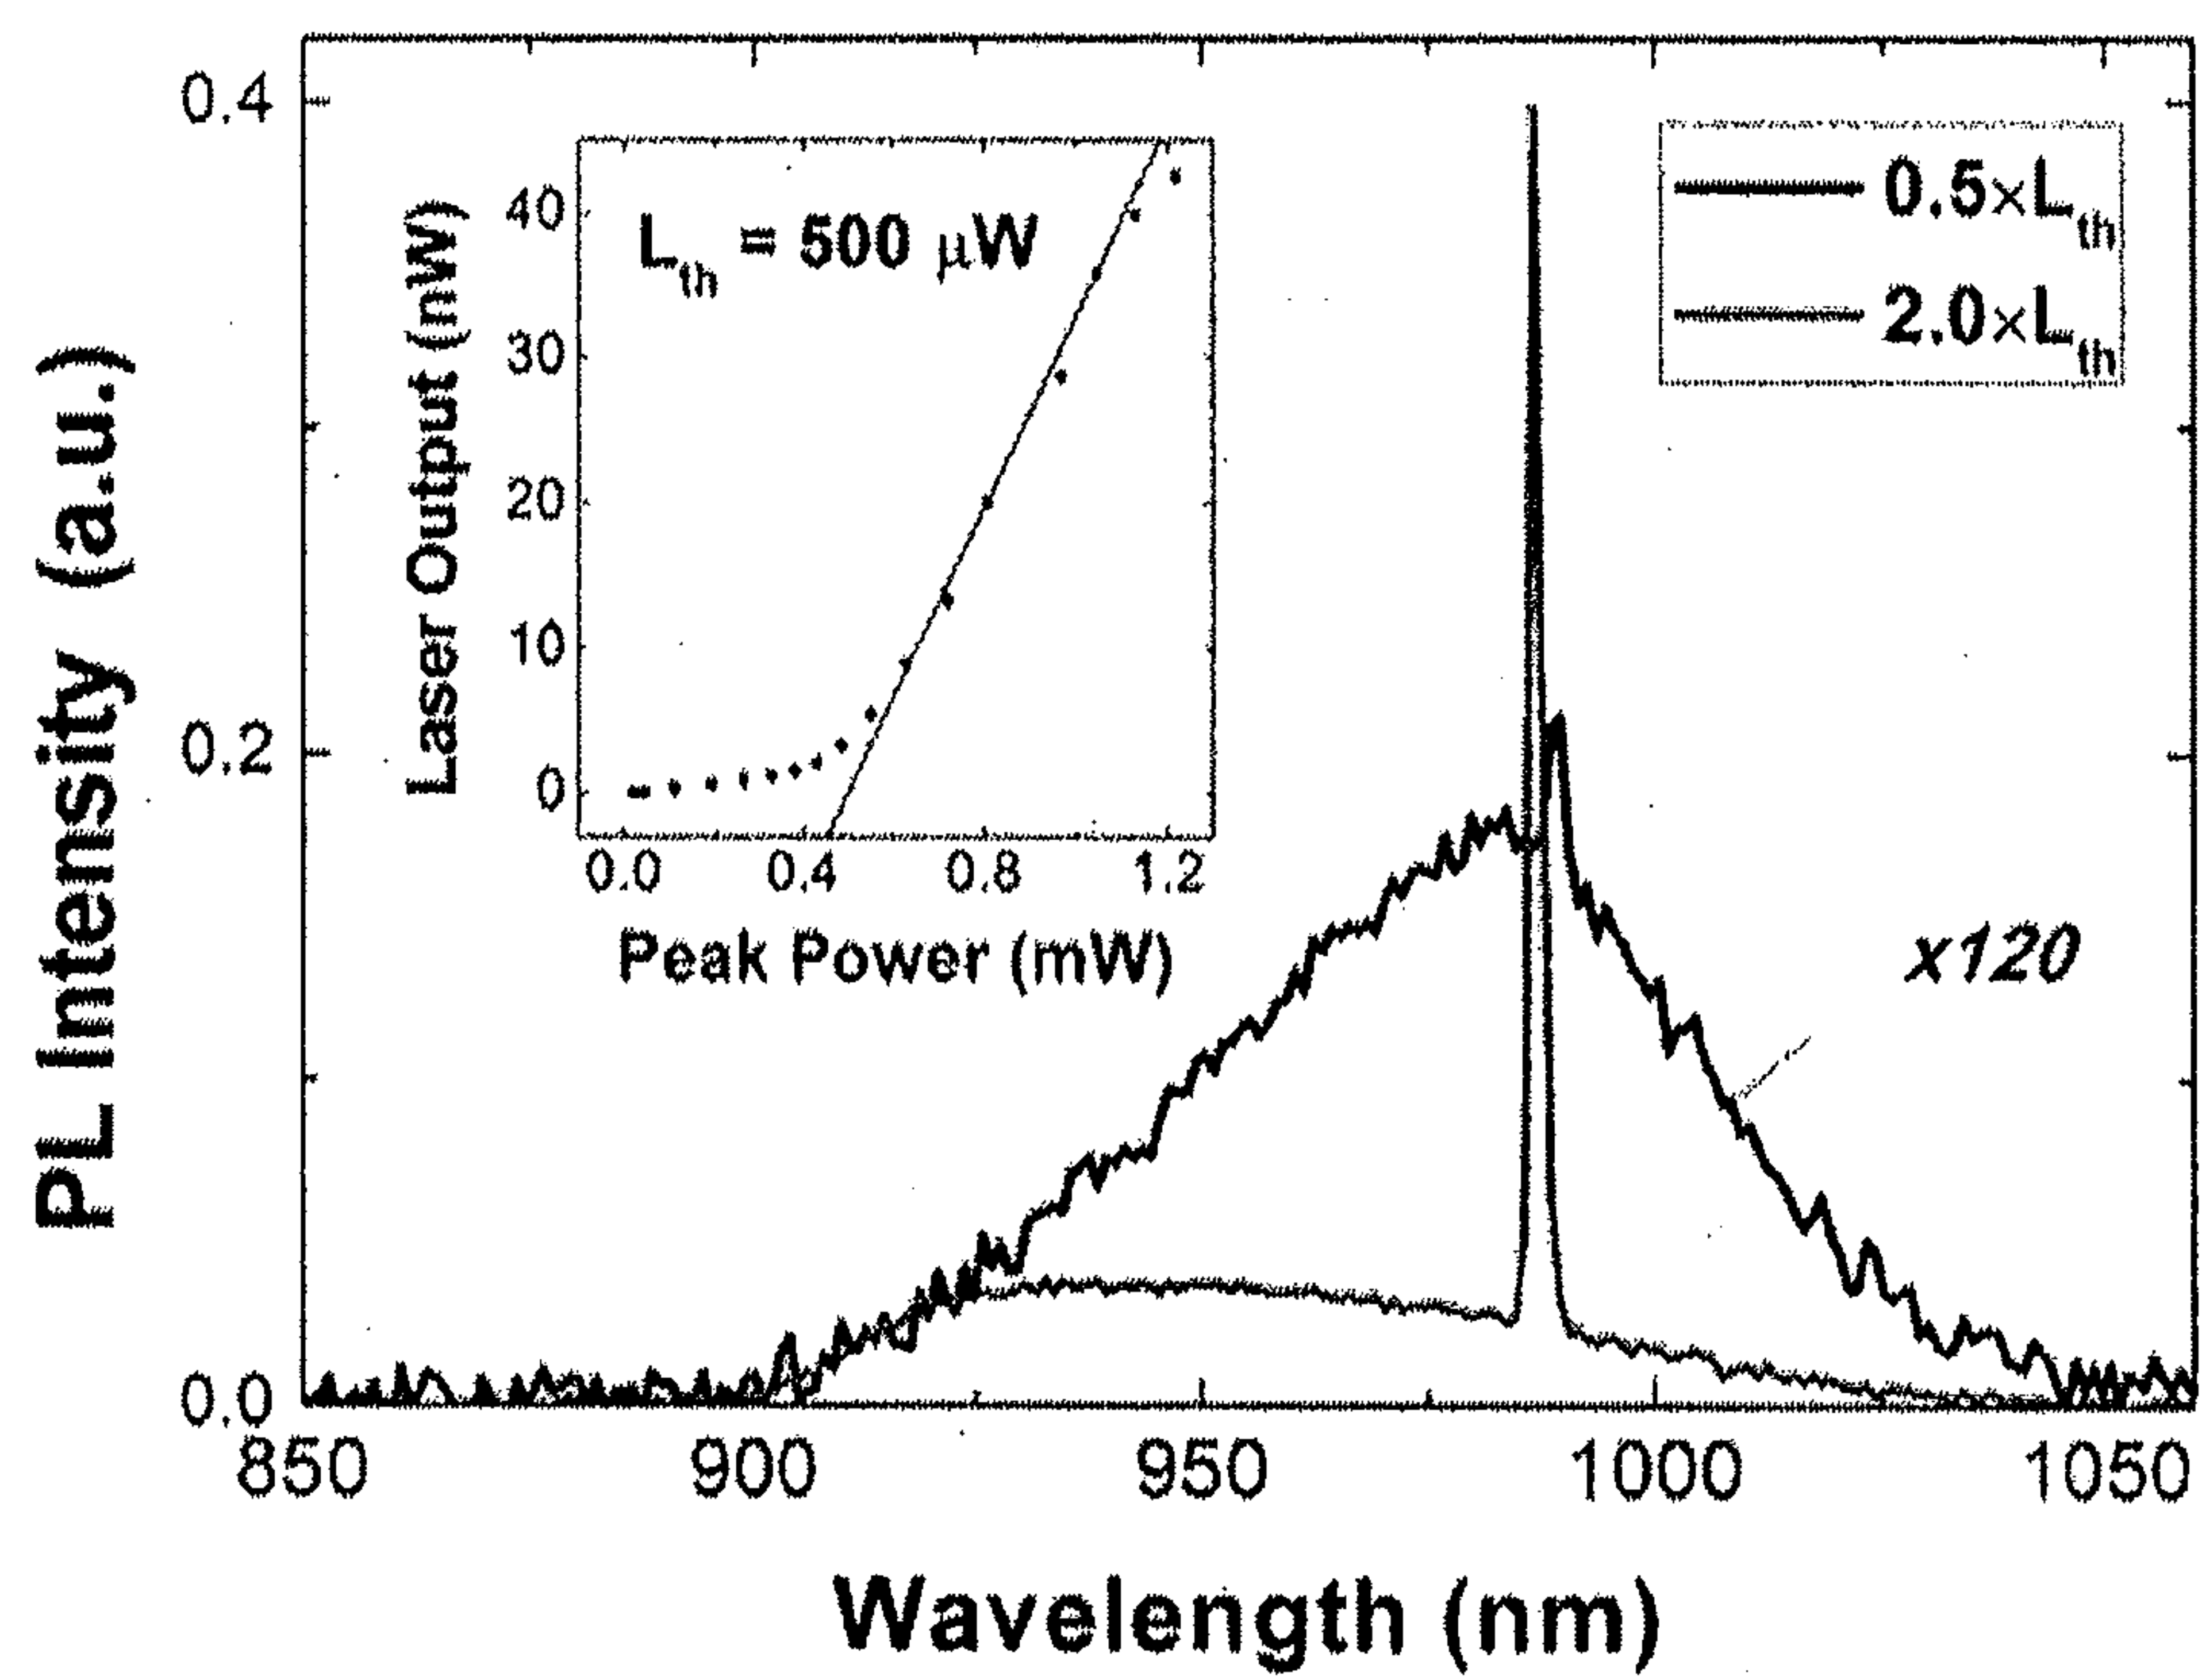 PL Intensity (a.u.)
0.4
0.2
0.0
850
900
950
1000
1050
Wavelength (nm)
Laser Output (nW)
40
30
20
10
0
0.0
0.4
0.8
1.2
Peak Power (mW)
L_th = 500 μW
0.5×L_th
2.0×L_th
x120